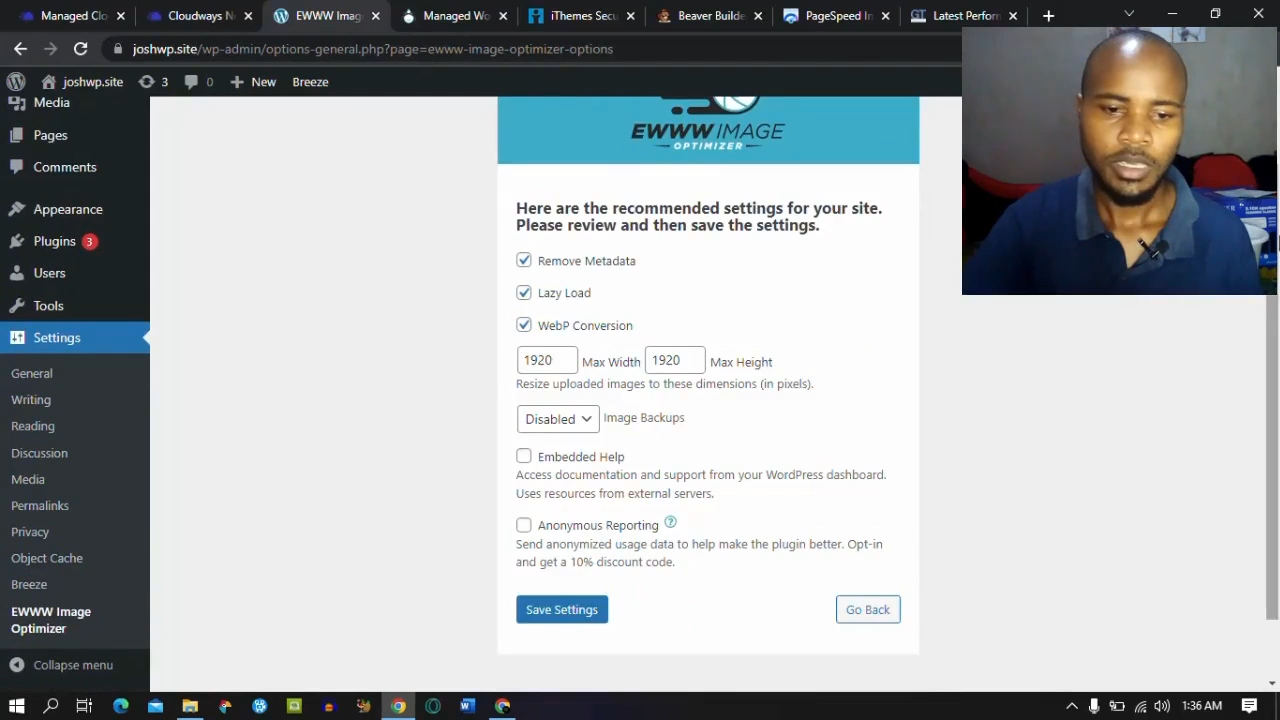 Managed Clo
Cloudways N
EWWW Imag
Managed Wo
iThemes Secu
Beaver Builde
PageSpeed In
Latest Perform
joshwp.site/wp-admin/options-general.php?page=ewww-image-optimizer-options
joshwp.site
3
0
New
Breeze
Media
Pages
Comments
Appearance
Plugins 3
Users
Tools
Settings
General
Writing
Reading
Discussion
Media
Permalinks
Privacy
Object Cache
Breeze
EWWW Image
Optimizer
Collapse menu
EWWW IMAGE
OPTIMIZER
Here are the recommended settings for your site.
Please review and then save the settings.
Remove Metadata
Lazy Load
WebP Conversion
1920 Max Width 1920 Max Height
Resize uploaded images to these dimensions (in pixels).
Disabled Image Backups
Embedded Help
Access documentation and support from your WordPress dashboard.
Uses resources from external servers.
Anonymous Reporting ?
Send anonymized usage data to help make the plugin better. Opt-in
and get a 10% discount code.
Save Settings
Go Back
1:36 AM